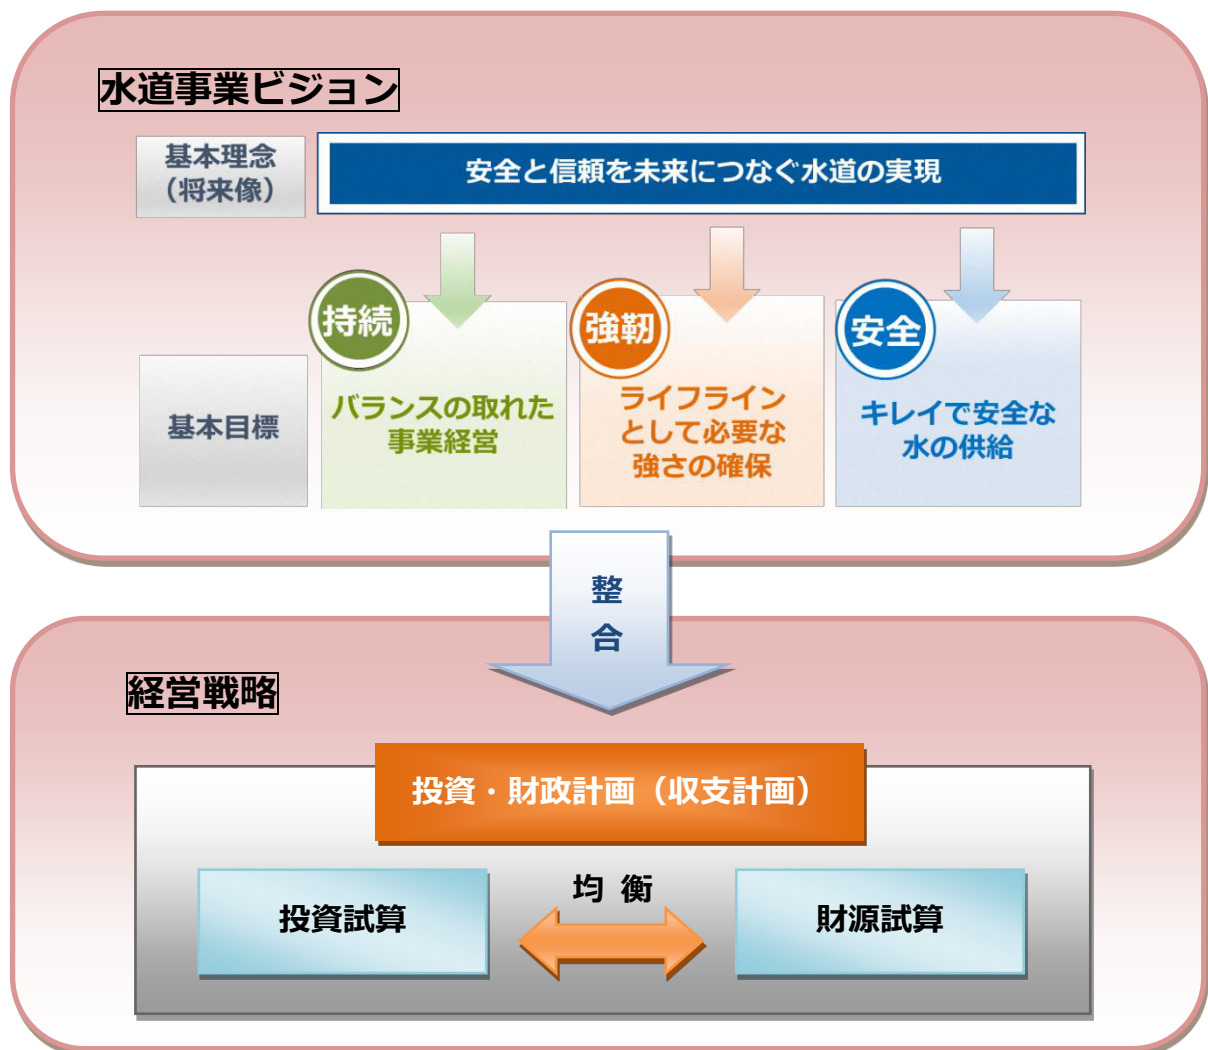 水道事業ビジョン
基本理念
（将来像）
安全と信頼を未来につなぐ水道の実現
持続
強靭
安全
基本目標
バランスの取れた
事業経営
ライフライン
として必要な
強さの確保
キレイで安全な
水の供給
整
合
経営戦略
投資・財政計画（収支計画）
投資試算
均 衡
財源試算